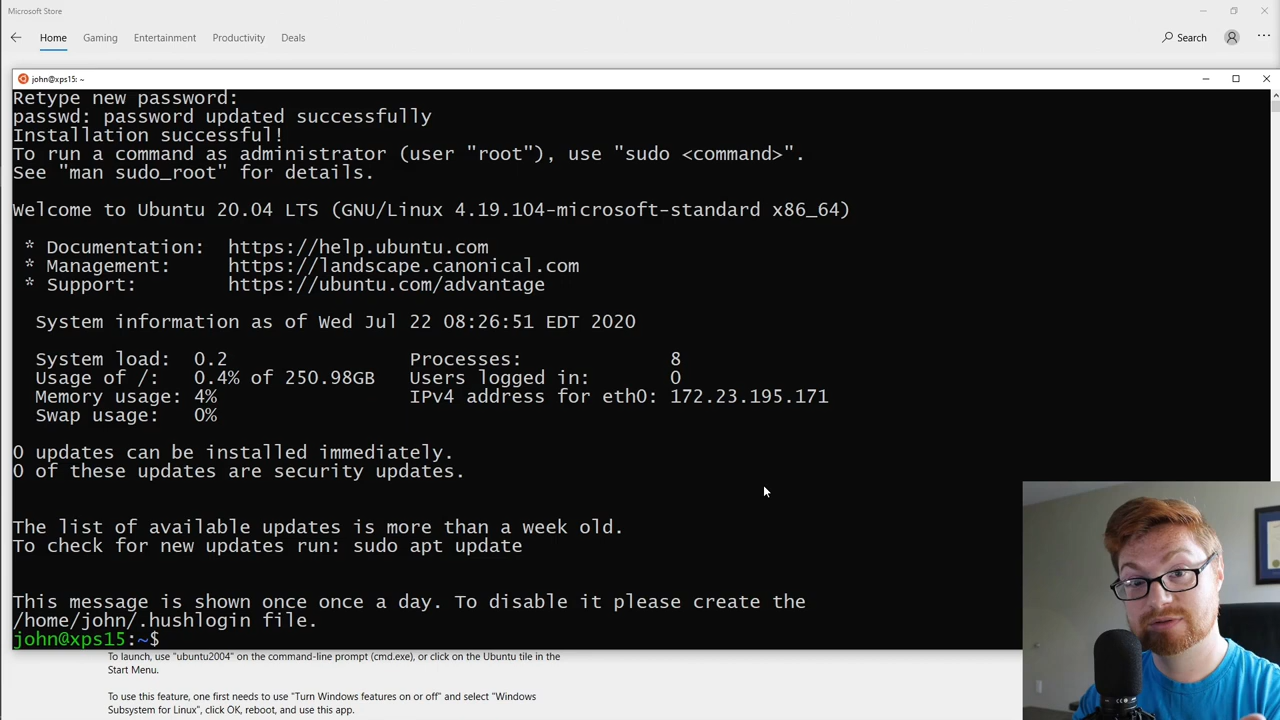 Microsoft Store
Home Gaming Entertainment Productivity Deals Search
john@xps15: ~
Retype new password:
passwd: password updated successfully
Installation successful!
To run a command as administrator (user "root"), use "sudo <command>".
See "man sudo_root" for details.
Welcome to Ubuntu 20.04 LTS (GNU/Linux 4.19.104-microsoft-standard x86_64)
* Documentation: https://help.ubuntu.com
* Management: https://landscape.canonical.com
* Support: https://ubuntu.com/advantage
System information as of Wed Jul 22 08:26:51 EDT 2020
System load: 0.2 Processes: 8
Usage of /: 0.4% of 250.98GB Users logged in: 0
Memory usage: 4% IPv4 address for eth0: 172.23.195.171
Swap usage: 0%
0 updates can be installed immediately.
0 of these updates are security updates.
The list of available updates is more than a week old.
To check for new updates run: sudo apt update
This message is shown once once a day. To disable it please create the
/home/john/.hushlogin file.
john@xps15:~$
To launch, use "ubuntu2004" on the command-line prompt (cmd.exe), or click on the Ubuntu tile in the
Start Menu.
To use this feature, one first needs to use "Turn Windows features on or off" and select "Windows
Subsystem for Linux", click OK, reboot, and use this app.